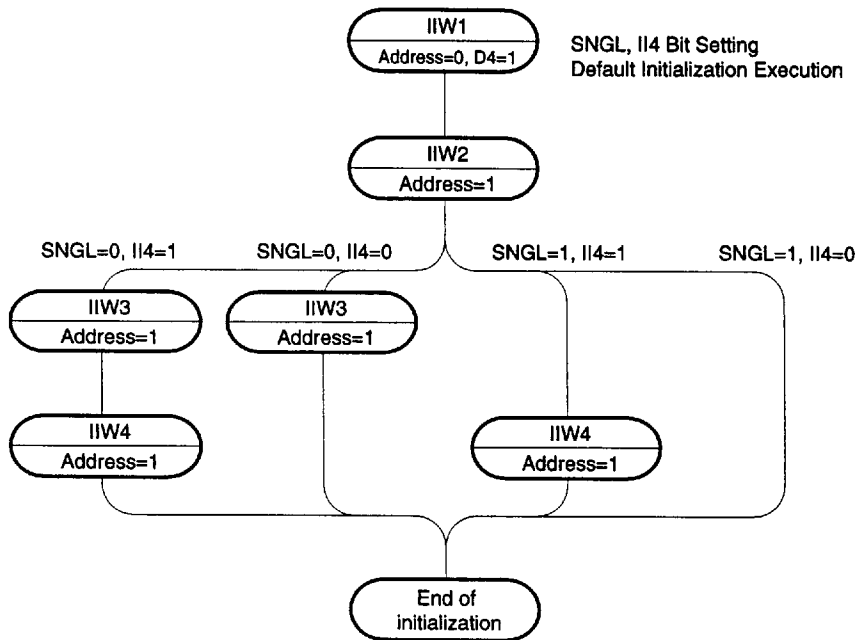 IIW1
Address=0, D4=1
SNGL, II4 Bit Setting
Default Initialization Execution
IIW2
Address=1
SNGL=0, II4=1
SNGL=0, II4=0
SNGL=1, II4=1
SNGL=1, II4=0
IIW3
Address=1
IIW3
Address=1
IIW4
Address=1
IIW4
Address=1
End of
initialization